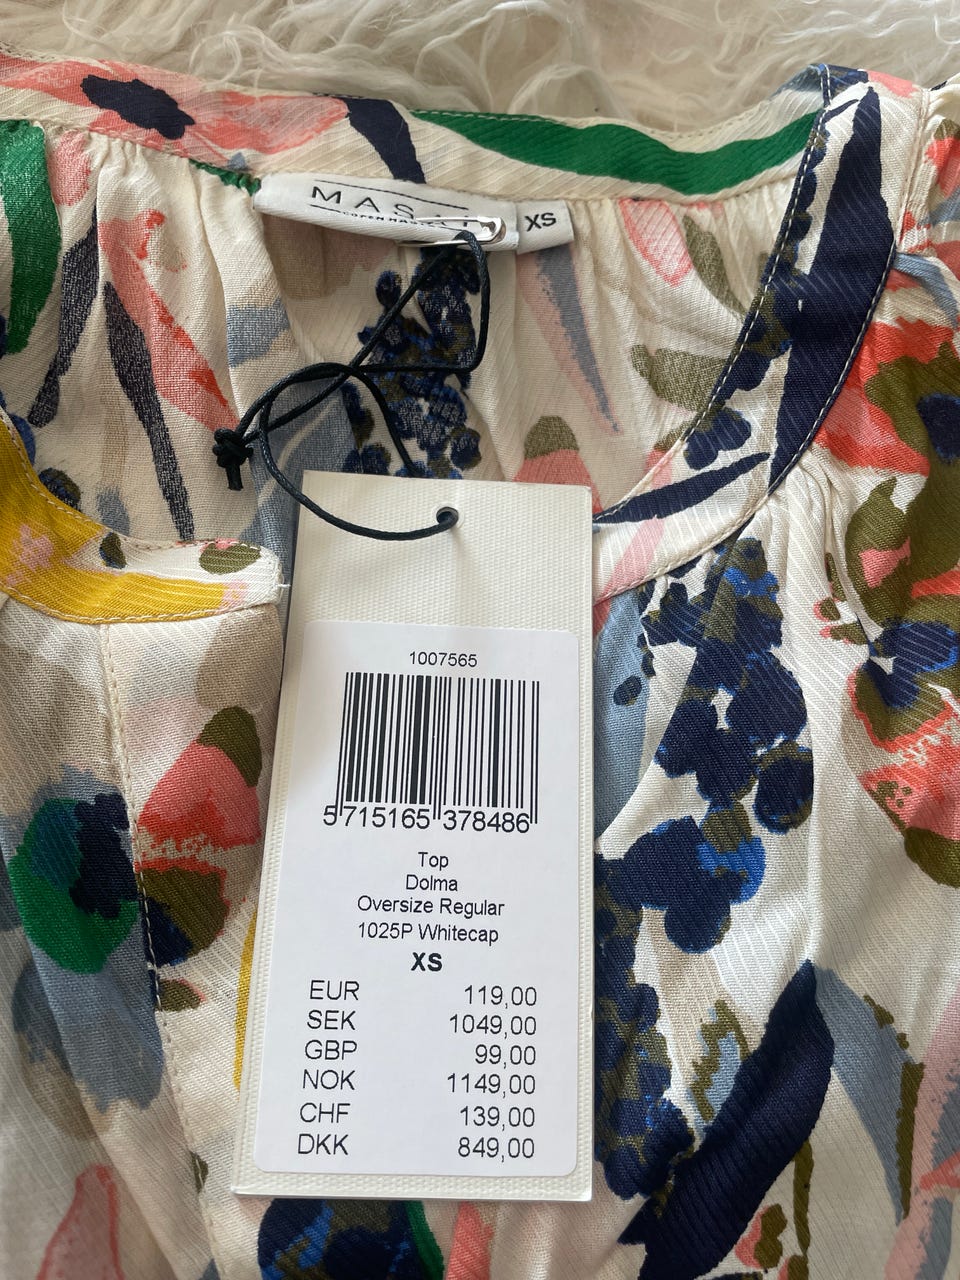 XS
COPENHAGEN
1007565
5 715165 378486
Top
Dolma
Oversize Regular
1025P Whitecap
XS
EUR 119,00
SEK 1049,00
GBP 99,00
NOK 1149,00
CHF 139,00
DKK 849,00